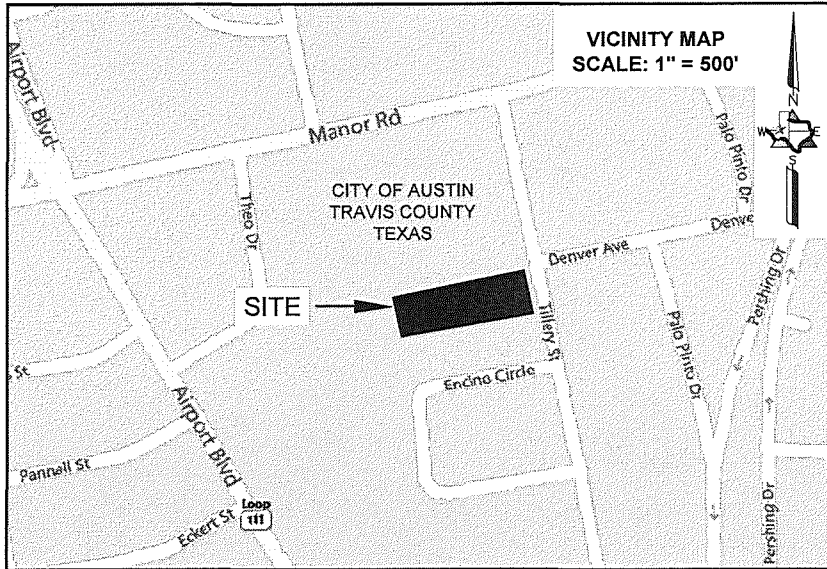 VICINITY MAP
SCALE: 1" = 500'
N
W E
S
Airport Blvd
Manor Rd
Palo Pinto Dr
Theo Dr
CITY OF AUSTIN
TRAVIS COUNTY
TEXAS
Denver Ave
Denve
SITE
Tillery St
Pershing Dr
Palo Pinto Dr
Encino Circle
s St
Airport Blvd
Pannall St
Loop
111
Eckert St
Pershing Dr